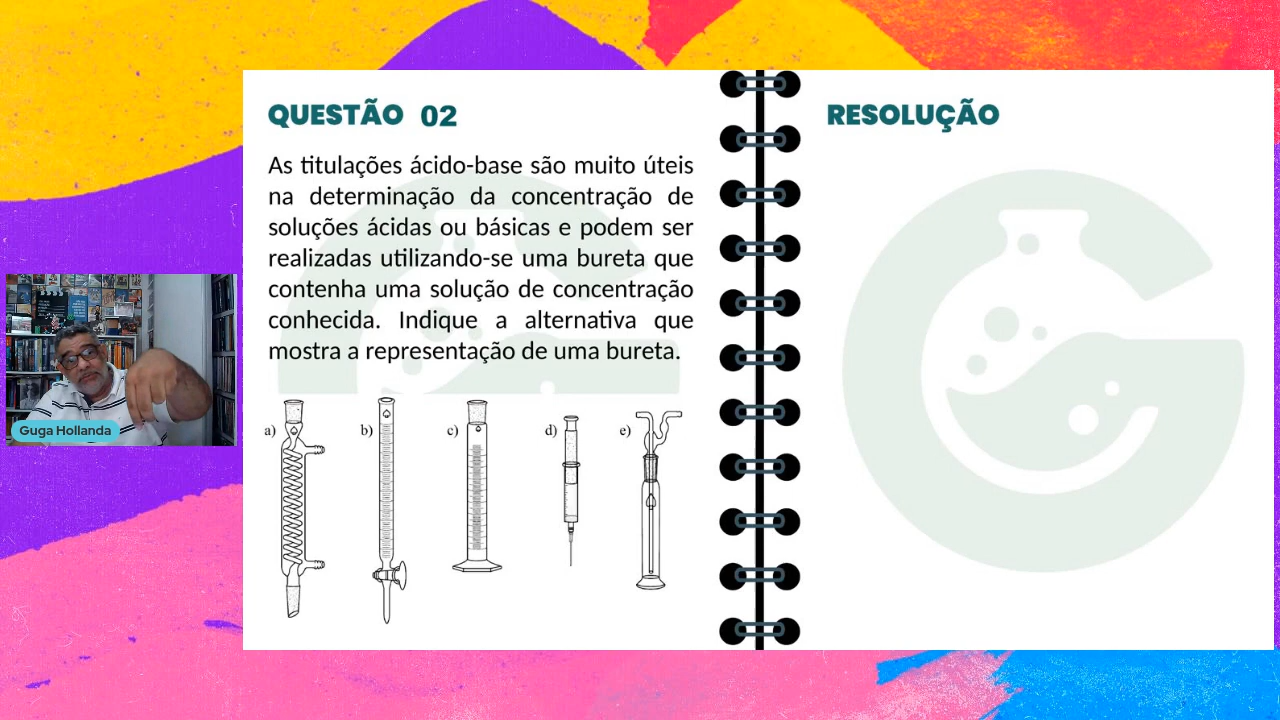 QUESTÃO 02
As titulações ácido-base são muito úteis
na determinação da concentração de
soluções ácidas ou básicas e podem ser
realizadas utilizando-se uma bureta que
contenha uma solução de concentração
conhecida. Indique a alternativa que
mostra a representação de uma bureta.
a) b) c) d) e)
RESOLUÇÃO
Guga Hollanda